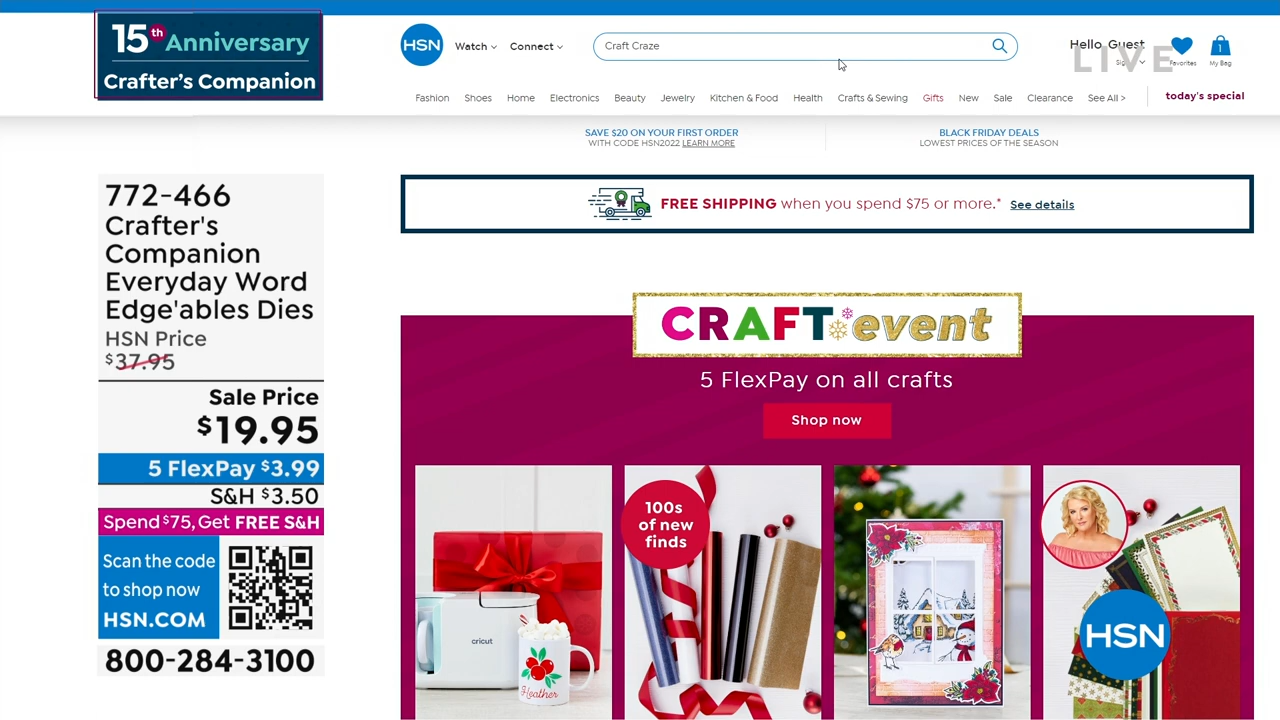 15th Anniversary
Crafter's Companion
772-466
Crafter's
Companion
Everyday Word
Edge'ables Dies
HSN Price
$37.95
Sale Price
$19.95
5 FlexPay $3.99
S&H $3.50
Spend $75, Get FREE S&H
Scan the code
to shop now
HSN.COM
800-284-3100
HSN
Watch
Connect
Craft Craze
Hello, Guest
LIVE
Favorites
1
My Bag
Fashion Shoes Home Electronics Beauty Jewelry Kitchen & Food Health Crafts & Sewing Gifts New Sale Clearance See All >
today's special
SAVE $20 ON YOUR FIRST ORDER
WITH CODE HSN2022 LEARN MORE
BLACK FRIDAY DEALS
LOWEST PRICES OF THE SEASON
FREE SHIPPING when you spend $75 or more.* See details
CRAFT event
5 FlexPay on all crafts
Shop now
cricut
Heather
100s
of new
finds
HSN